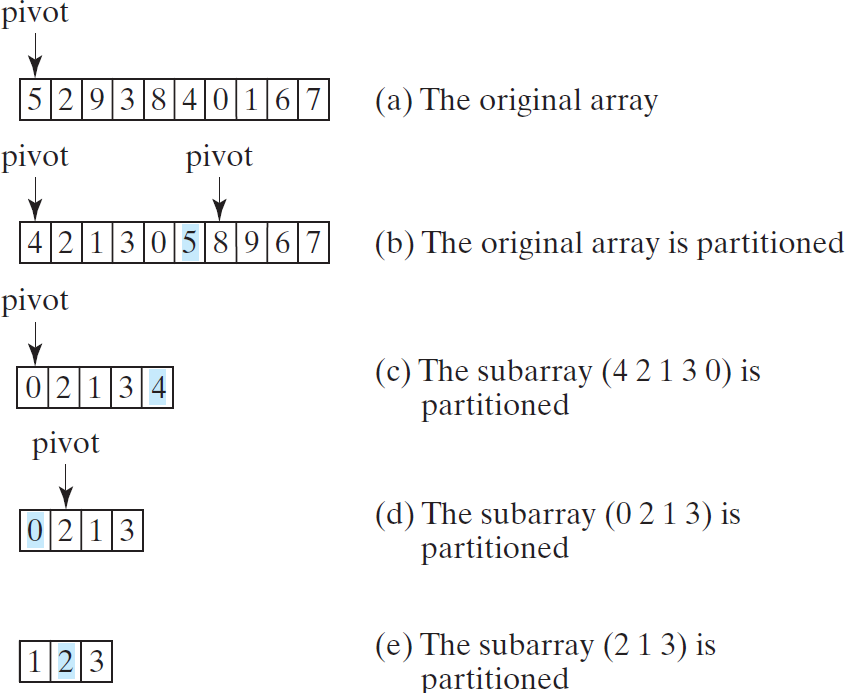 pivot
5 2 9 3 8 4 0 1 6 7
(a) The original array
pivot pivot
4 2 1 3 0 5 8 9 6 7
(b) The original array is partitioned
pivot
0 2 1 3 4
(c) The subarray (4 2 1 3 0) is
partitioned
pivot
0 2 1 3
(d) The subarray (0 2 1 3) is
partitioned
1 2 3
(e) The subarray (2 1 3) is
partitioned